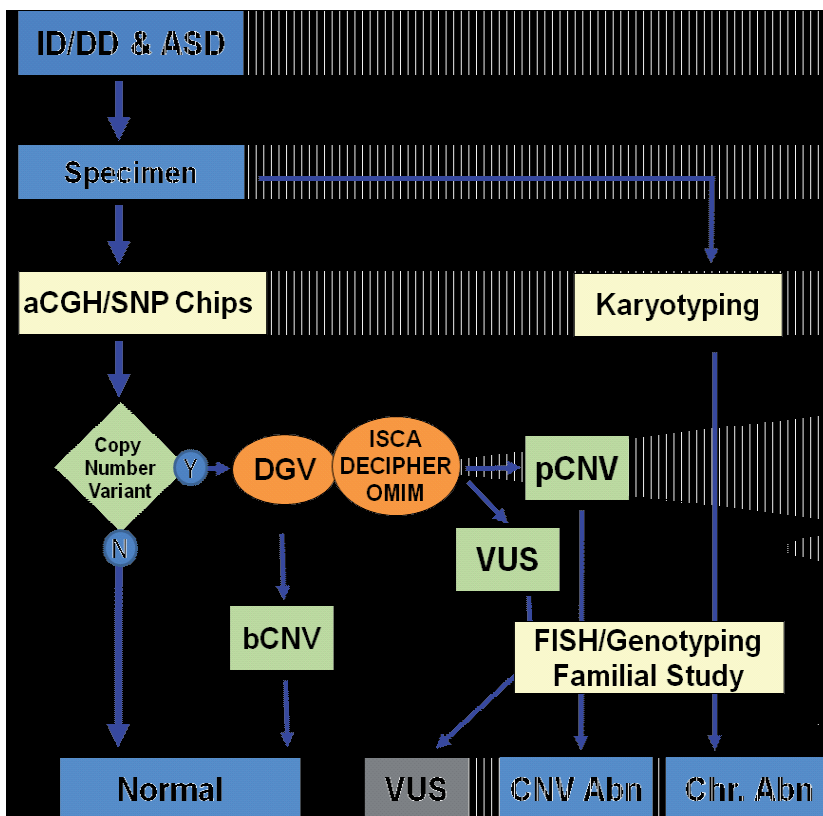 ID/DD & ASD
Specimen
aCGH/SNP Chips
Karyotyping
Copy
Number
Variant
Y
N
DGV
ISCA
DECIPHER
OMIM
pCNV
VUS
bCNV
FISH/Genotyping
Familial Study
Normal
VUS
CNV Abn
Chr. Abn